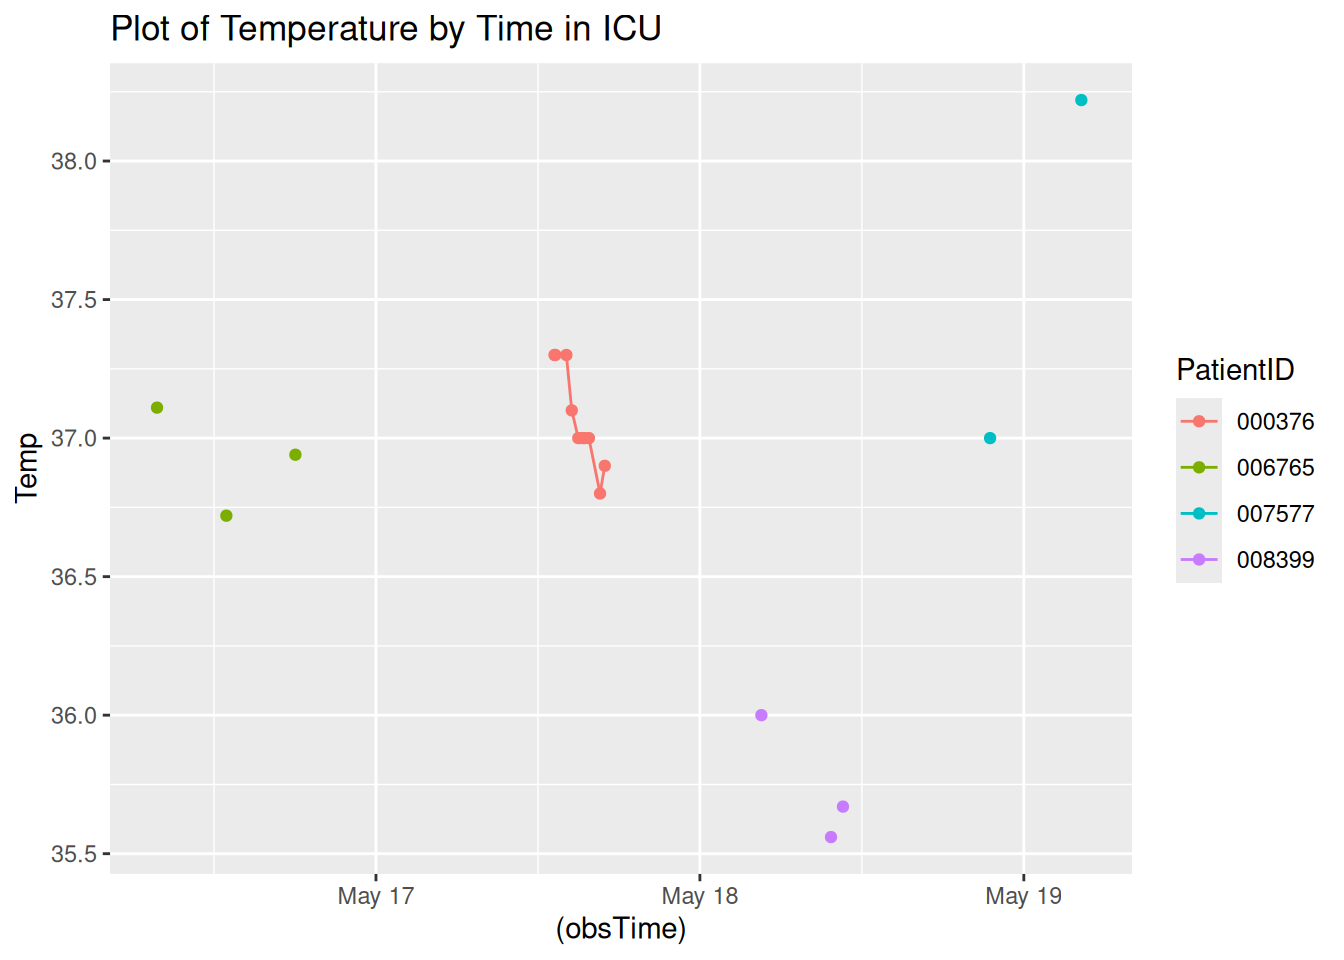 Plot of Temperature by Time in ICU
38.0
37.5
37.0
36.5
36.0
35.5
Temp
May 17
May 18
May 19
(obsTime)
PatientID
000376
006765
007577
008399